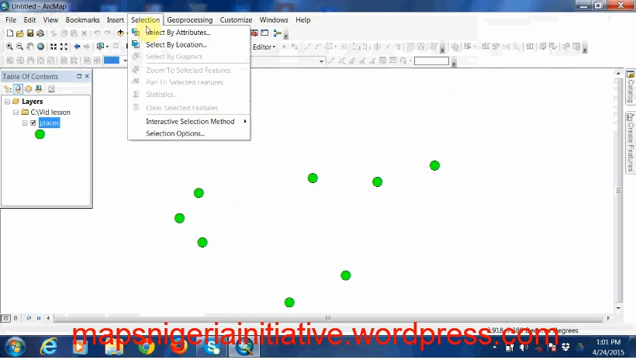 Untitled - ArcMap
File Edit View Bookmarks Insert Selection Geoprocessing Customize Windows Help
Select By Attributes...
Select By Location...
Select By Graphics
Zoom To Selected Features
Pan To Selected Features
Statistics...
Clear Selected Features
Interactive Selection Method
Selection Options...
Editor
Table Of Contents
Layers
C:\Vid lesson
places
Catalog
Create Features
mapsnigeriainitiative.wordpress.com
1:01 PM
4/24/2015